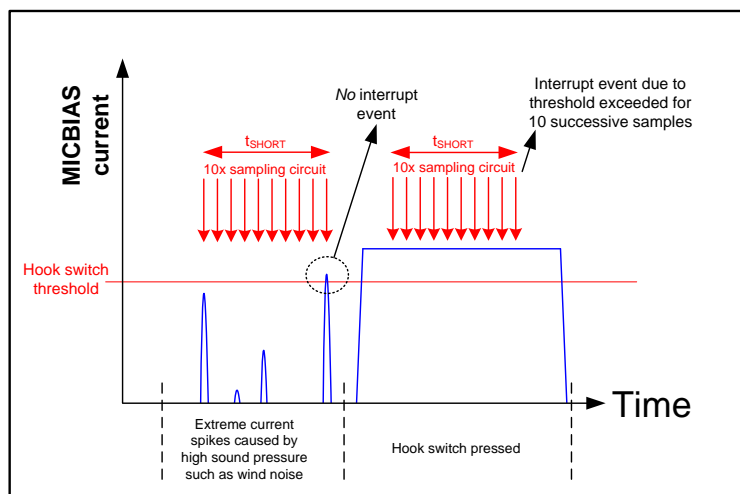 MICBIAS
current
No interrupt
event
Interrupt event due to
threshold exceeded for
10 successive samples
tSHORT
10x sampling circuit
tSHORT
10x sampling circuit
Hook switch
threshold
Time
Extreme current
spikes caused by
high sound pressure
such as wind noise
Hook switch pressed